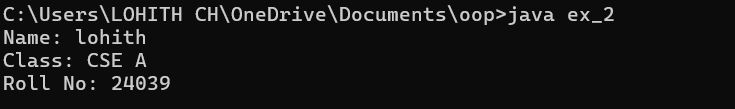 C:\Users\LOHITH CH\OneDrive\Documents\oop>java ex_2
Name: lohith
Class: CSE A
Roll No: 24039